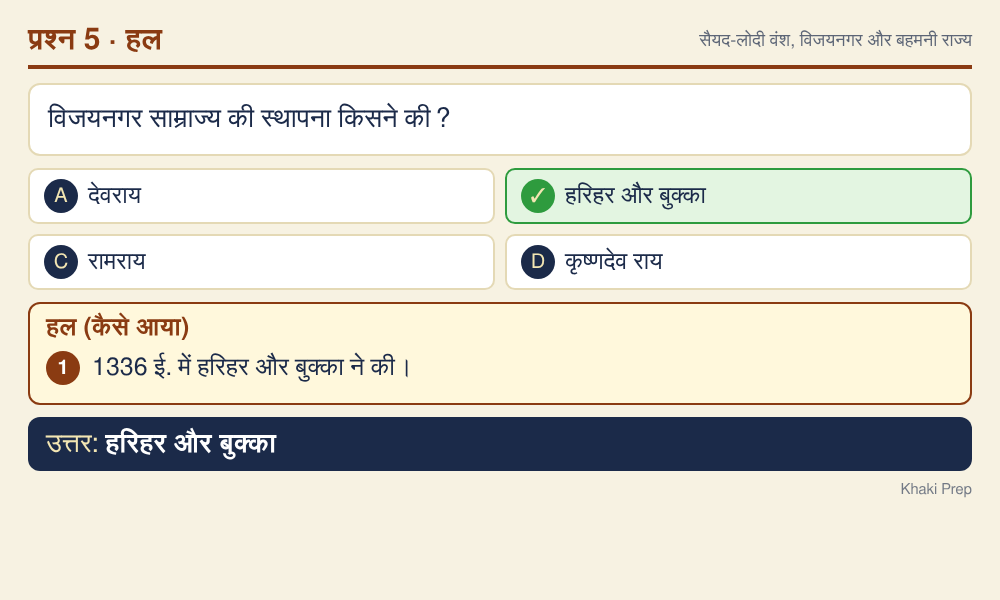 प्रश्न 5 · हल
सैयद-लोदी वंश, विजयनगर और बहमनी राज्य
विजयनगर साम्राज्य की स्थापना किसने की ?
A देवराय
✓ हरिहर और बुक्का
C रामराय
D कृष्णदेव राय
हल (कैसे आया)
1 1336 ई. में हरिहर और बुक्का ने की।
उत्तर: हरिहर और बुक्का
Khaki Prep